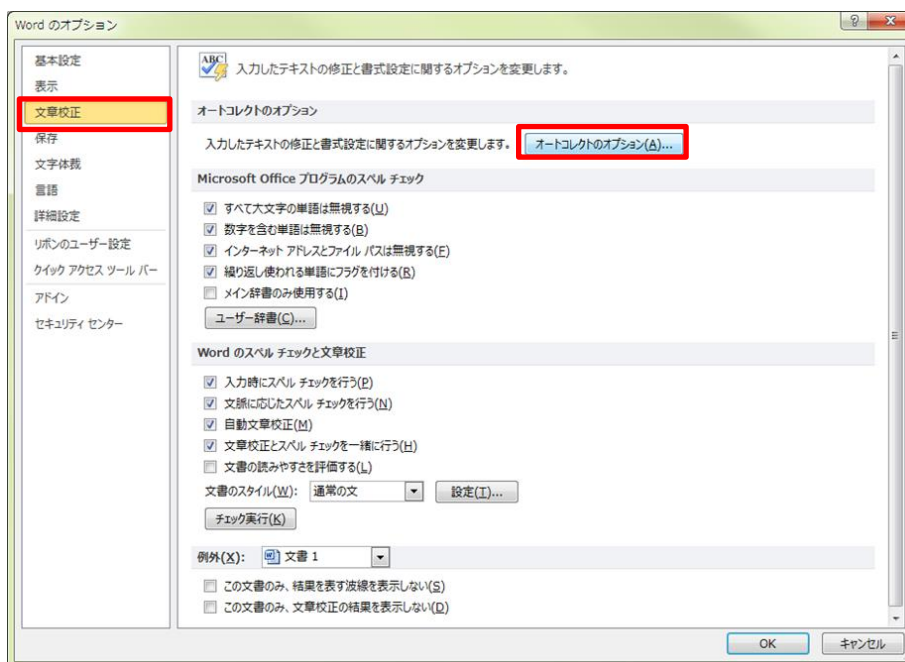 Word のオプション
基本設定
表示
文章校正
保存
文字体裁
言語
詳細設定
リボンのユーザー設定
クイック アクセス ツール バー
アドイン
セキュリティ センター
ABC
入力したテキストの修正と書式設定に関するオプションを変更します。
オートコレクトのオプション
入力したテキストの修正と書式設定に関するオプションを変更します。 オートコレクトのオプション(A)...
Microsoft Office プログラムのスペル チェック
すべて大文字の単語は無視する(U)
数字を含む単語は無視する(B)
インターネット アドレスとファイル パスは無視する(F)
繰り返し使われる単語にフラグを付ける(R)
メイン辞書のみ使用する(I)
ユーザー辞書(C)...
Word のスペル チェックと文章校正
入力時にスペル チェックを行う(P)
文脈に応じたスペル チェックを行う(N)
自動文章校正(M)
文章校正とスペル チェックを一緒に行う(H)
文書の読みやすさを評価する(L)
文書のスタイル(W): 通常の文 設定(T)...
チェック実行(K)
例外(X): 文書 1
この文書のみ、結果を表す波線を表示しない(S)
この文書のみ、文章校正の結果を表示しない(D)
OK キャンセル